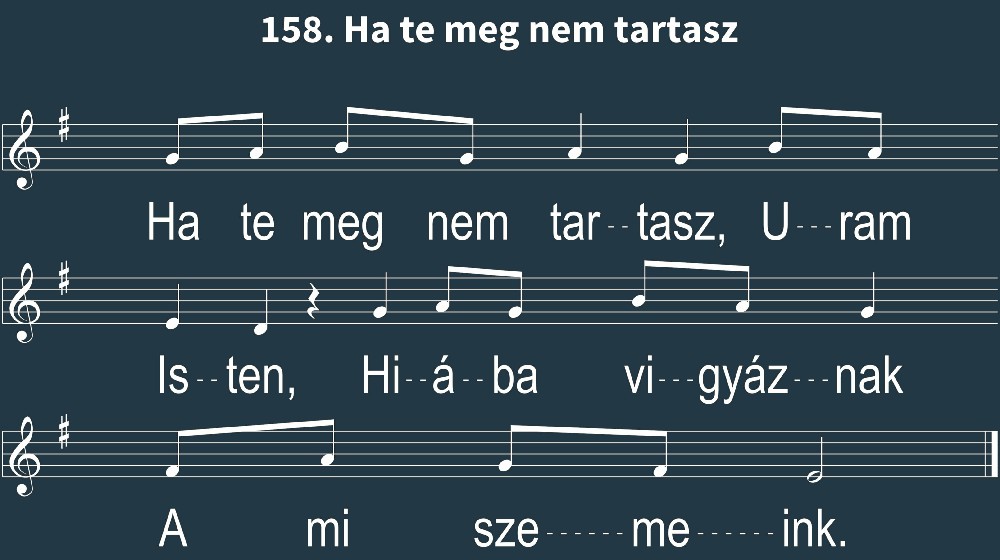 158. Ha te meg nem tartasz
Ha te meg nem tar--tasz, U---ram
Is--ten, Hi--á--ba vi---gyáz---nak
A mi sze------me------ink.